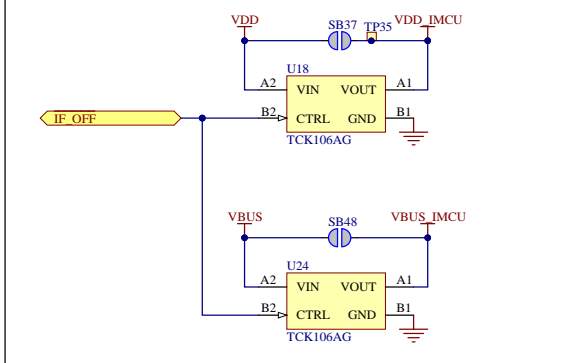 VDD SB37 TP35 VDD_IMCU
U18
A2 VIN VOUT A1
IF_OFF B2 CTRL GND B1
TCK106AG
VBUS SB48 VBUS_IMCU
U24
A2 VIN VOUT A1
B2 CTRL GND B1
TCK106AG